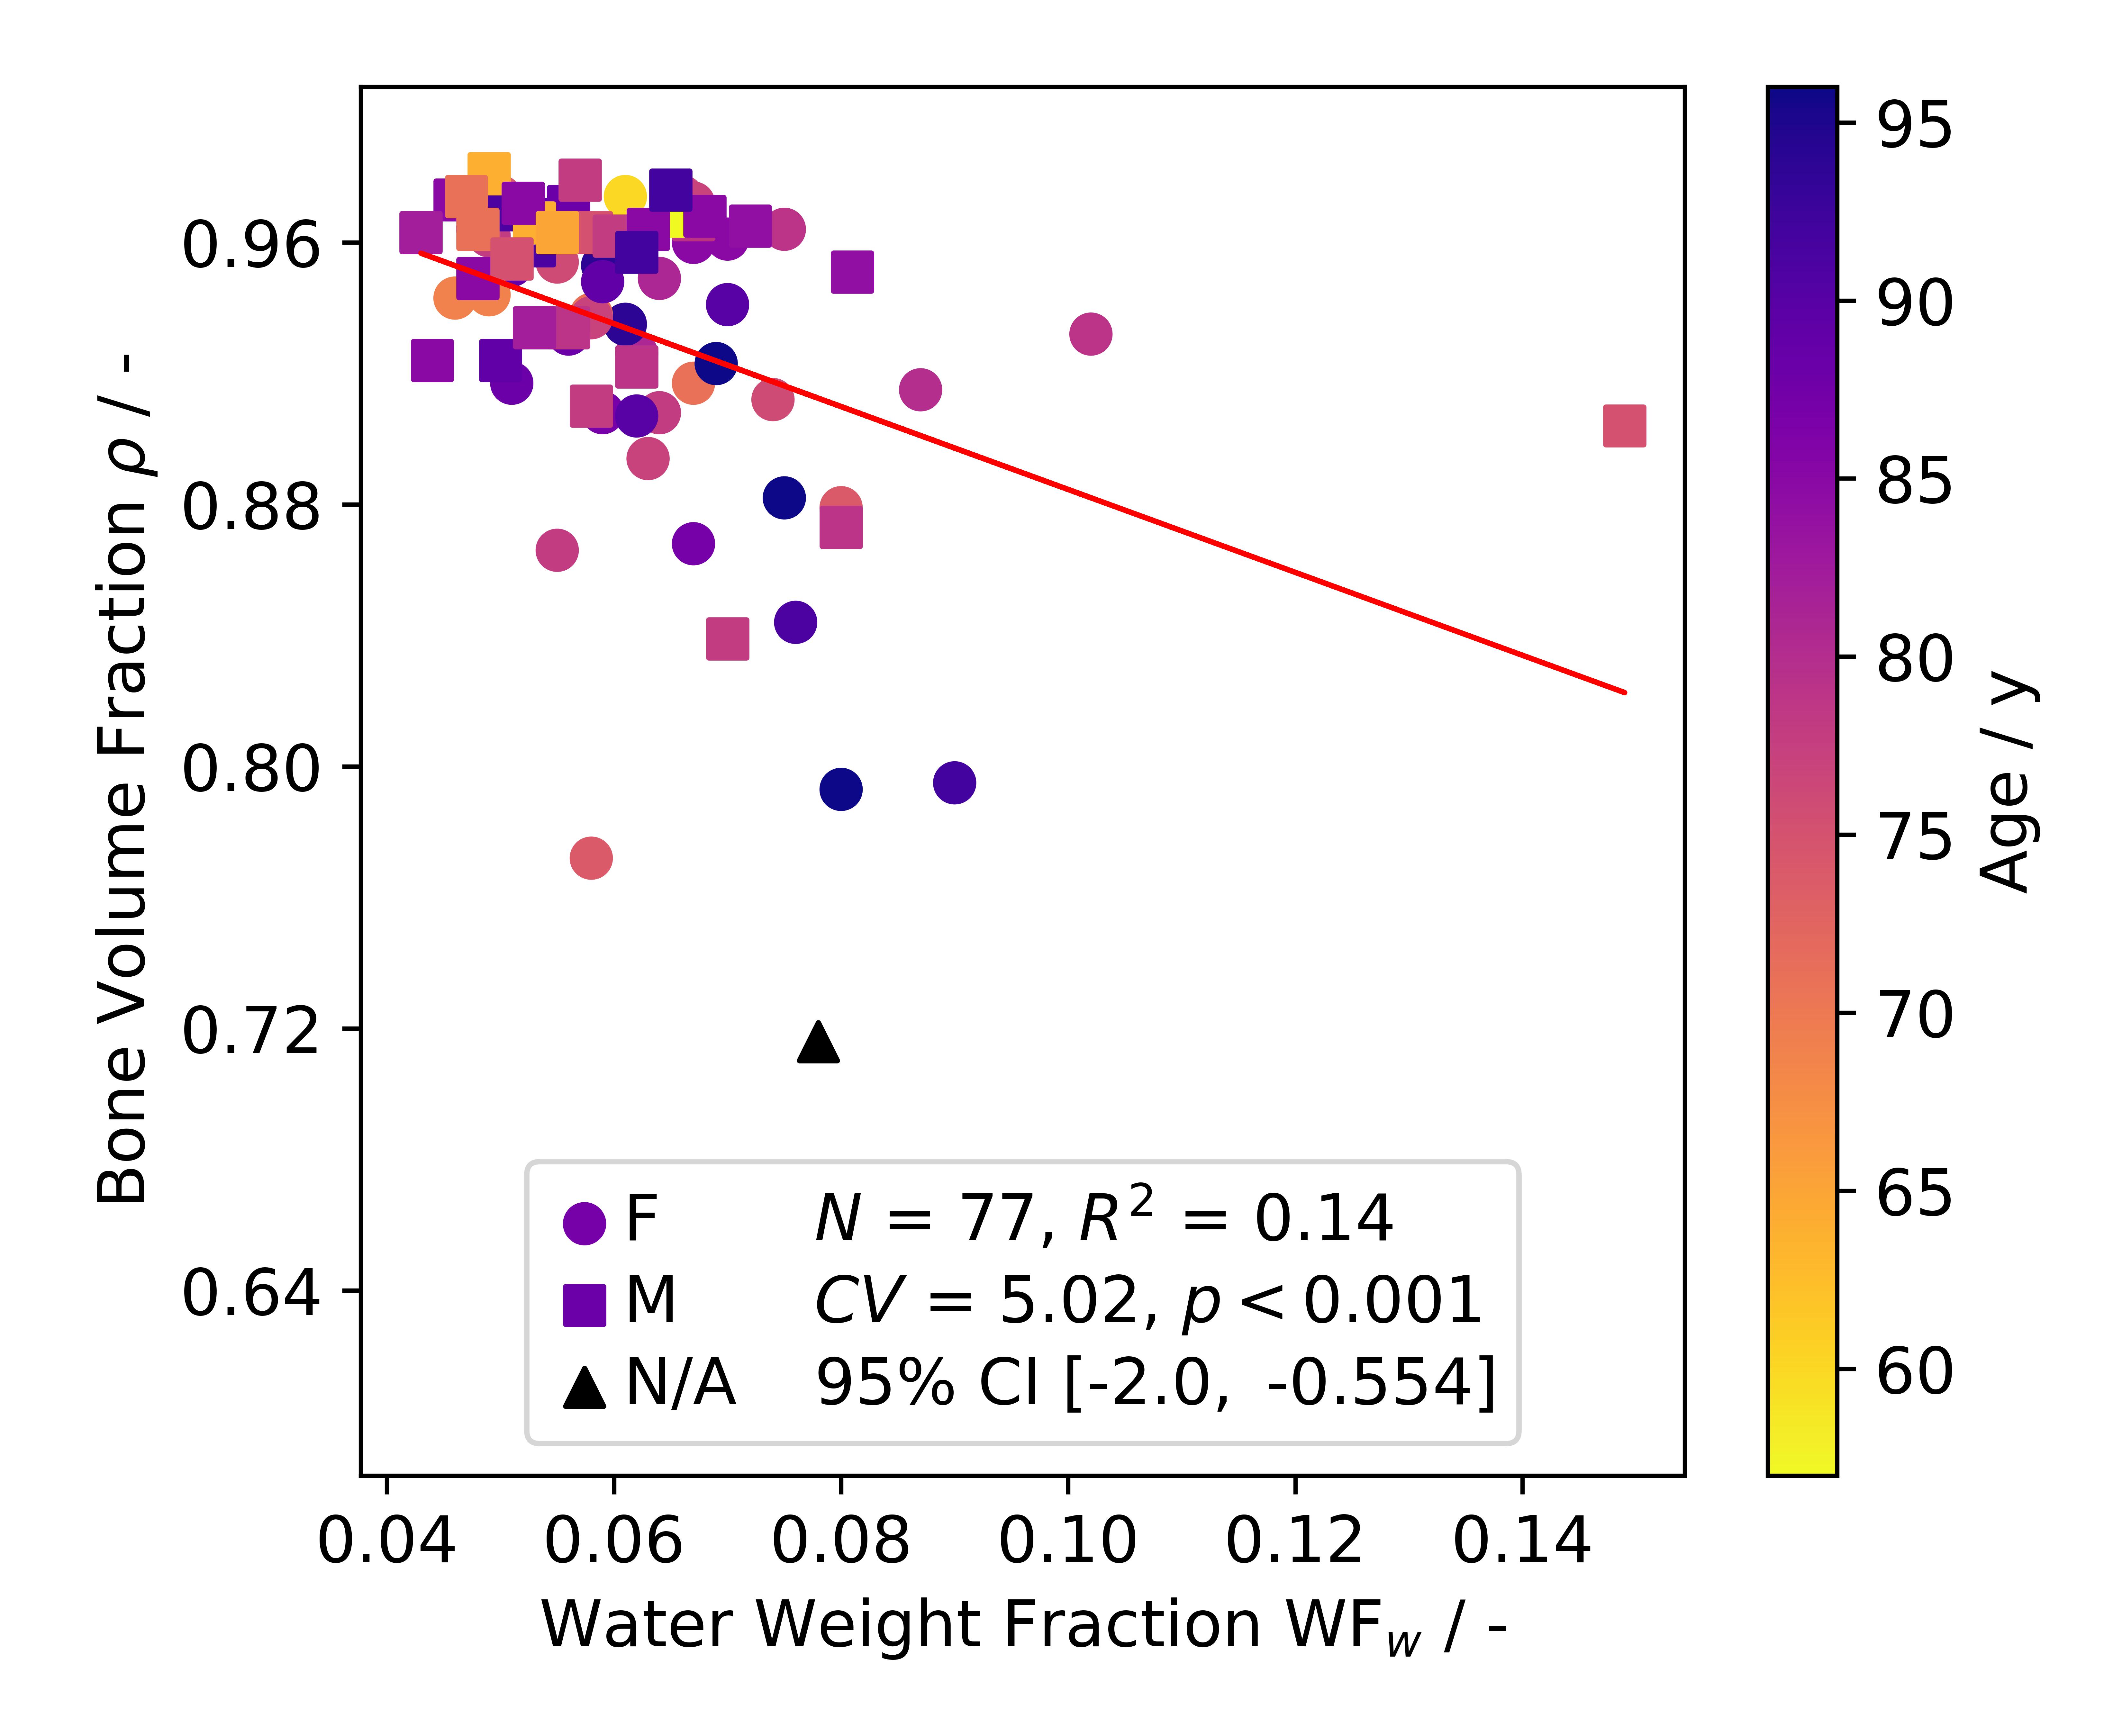 Bone Volume Fraction ρ / -
0.96
0.88
0.80
0.72
0.64
F N = 77, R² = 0.14
M CV = 5.02, p < 0.001
N/A 95% CI [-2.0, -0.554]
0.04 0.06 0.08 0.10 0.12 0.14
Water Weight Fraction WF_w / -
95
90
85
80
75
70
65
60
Age / y